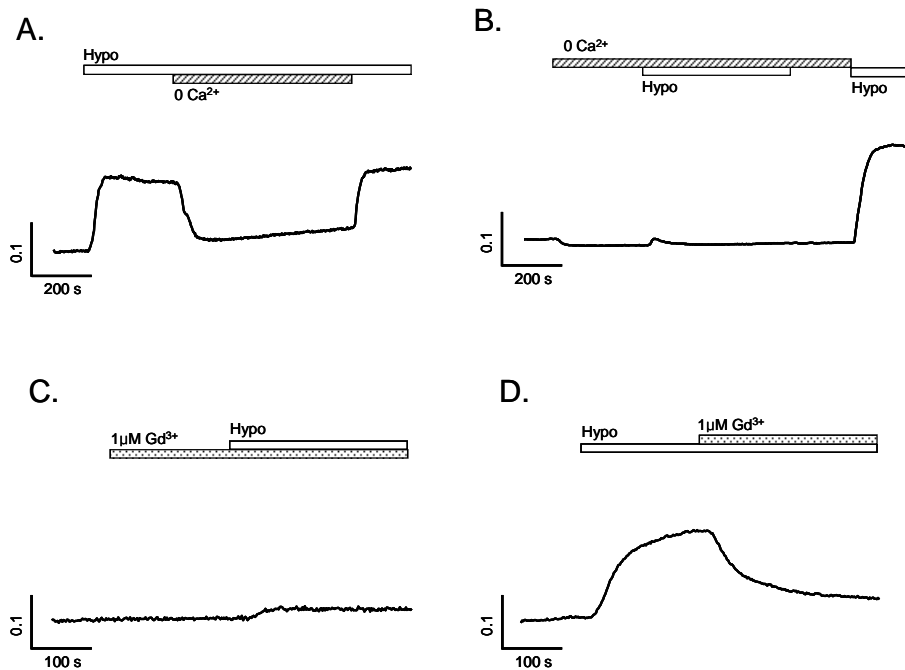 A.
Hypo
0 Ca²⁺
0.1
200 s
B.
0 Ca²⁺
Hypo
Hypo
0.1
200 s
C.
1μM Gd³⁺
Hypo
0.1
100 s
D.
Hypo
1μM Gd³⁺
0.1
100 s